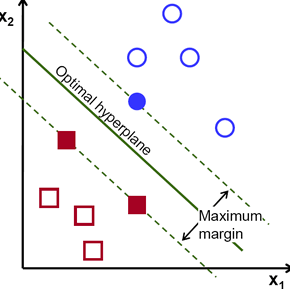 x2
Optimal hyperplane
Maximum
margin
x1